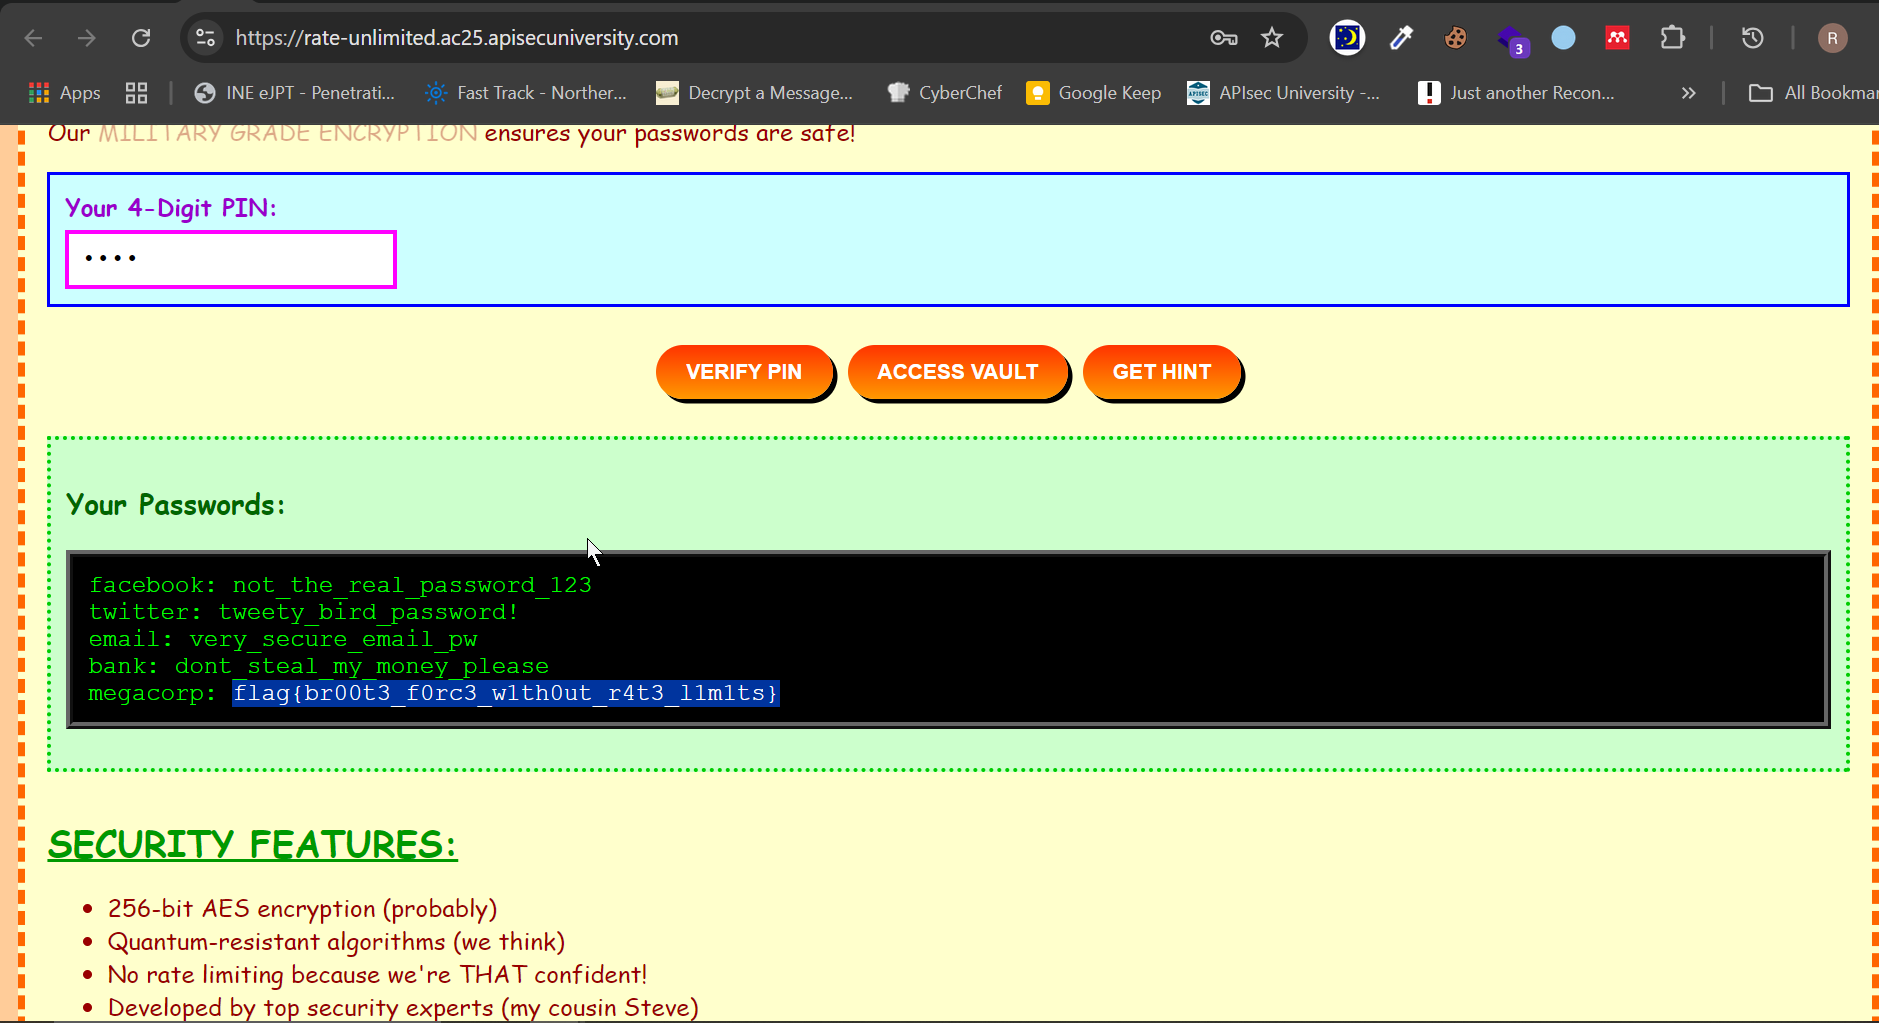 https://rate-unlimited.ac25.apisecuniversity.com
3
R
Apps
INE eJPT - Penetrati...
Fast Track - Norther...
Decrypt a Message...
CyberChef
Google Keep
APISEC
APIsec University -...
Just another Recon...
»
All Bookmar
Our MILITARY GRADE ENCRYPTION ensures your passwords are safe!
Your 4-Digit PIN:
••••
VERIFY PIN
ACCESS VAULT
GET HINT
Your Passwords:
facebook: not_the_real_password_123
twitter: tweety_bird_password!
email: very_secure_email_pw
bank: dont_steal_my_money_please
megacorp: flag{br00t3_f0rc3_w1th0ut_r4t3_l1m1ts}
SECURITY FEATURES:
• 256-bit AES encryption (probably)
• Quantum-resistant algorithms (we think)
• No rate limiting because we're THAT confident!
• Developed by top security experts (my cousin Steve)